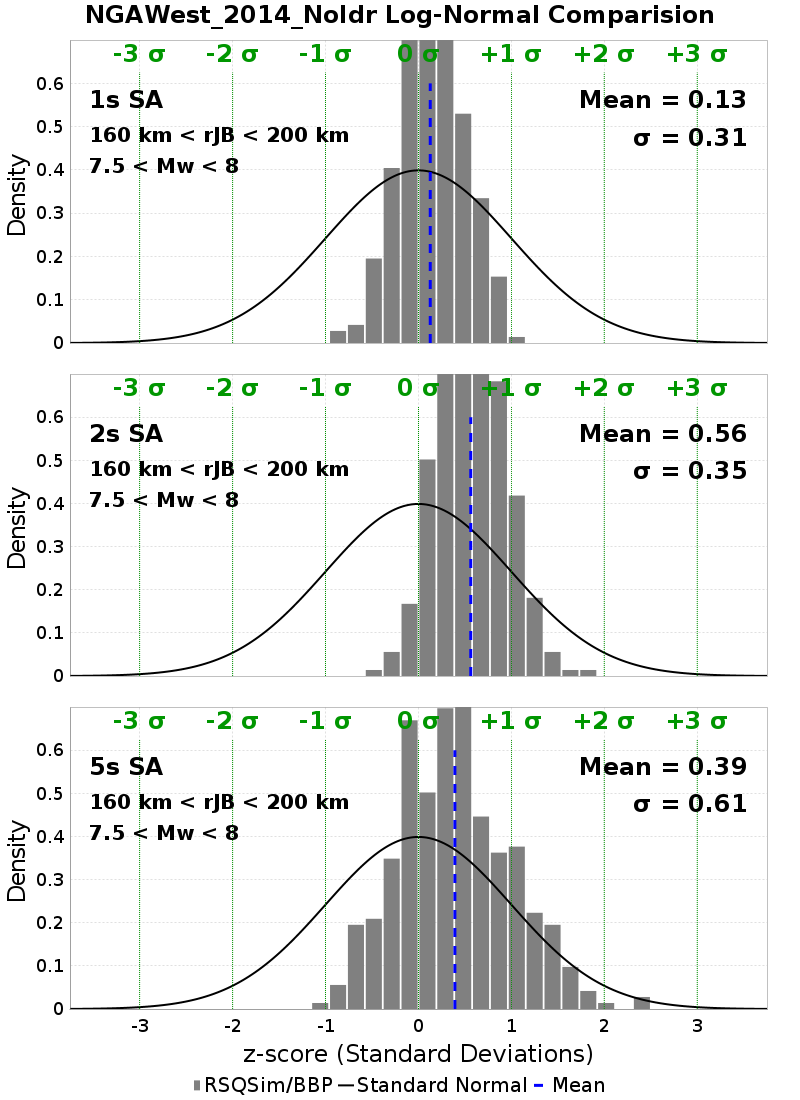 NGAWest_2014_NoIdr Log-Normal Comparision
-3 σ -2 σ -1 σ 0 σ +1 σ +2 σ +3 σ
1s SA
160 km < rJB < 200 km
7.5 < Mw < 8
Mean = 0.13
σ = 0.31
0.6
0.5
0.4
0.3
0.2
0.1
0
Density
-3 σ -2 σ -1 σ 0 σ +1 σ +2 σ +3 σ
2s SA
160 km < rJB < 200 km
7.5 < Mw < 8
Mean = 0.56
σ = 0.35
0.6
0.5
0.4
0.3
0.2
0.1
0
Density
-3 σ -2 σ -1 σ 0 σ +1 σ +2 σ +3 σ
5s SA
160 km < rJB < 200 km
7.5 < Mw < 8
Mean = 0.39
σ = 0.61
0.6
0.5
0.4
0.3
0.2
0.1
0
Density
-3 -2 -1 0 1 2 3
z-score (Standard Deviations)
RSQSim/BBP Standard Normal Mean